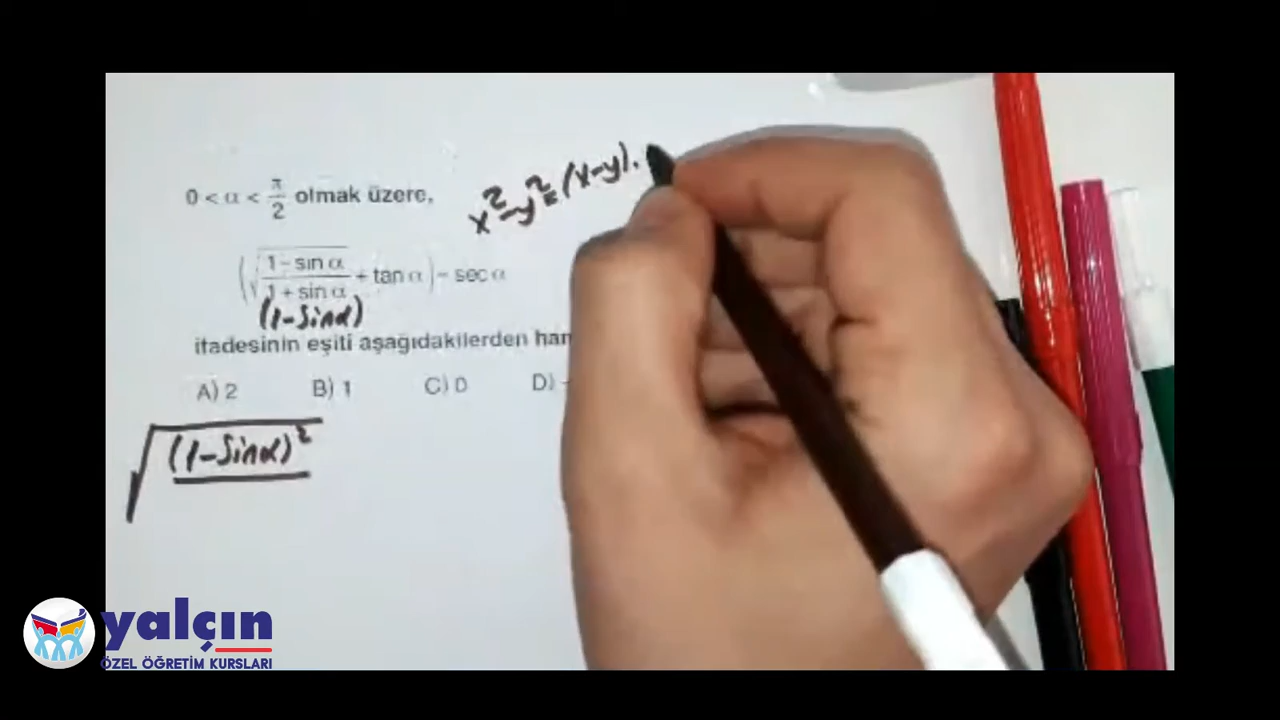 0 < α < π/2 olmak üzere,
x² - y² = (x-y).
(√((1 - sin α)/(1 + sin α)) + tan α) - sec α
(1-Sinα)
ifadesinin eşiti aşağıdakilerden
A) 2 B) 1 C) 0 D)
√(1-Sinα)²
yalçın
ÖZEL ÖĞRETİM KURSLARI